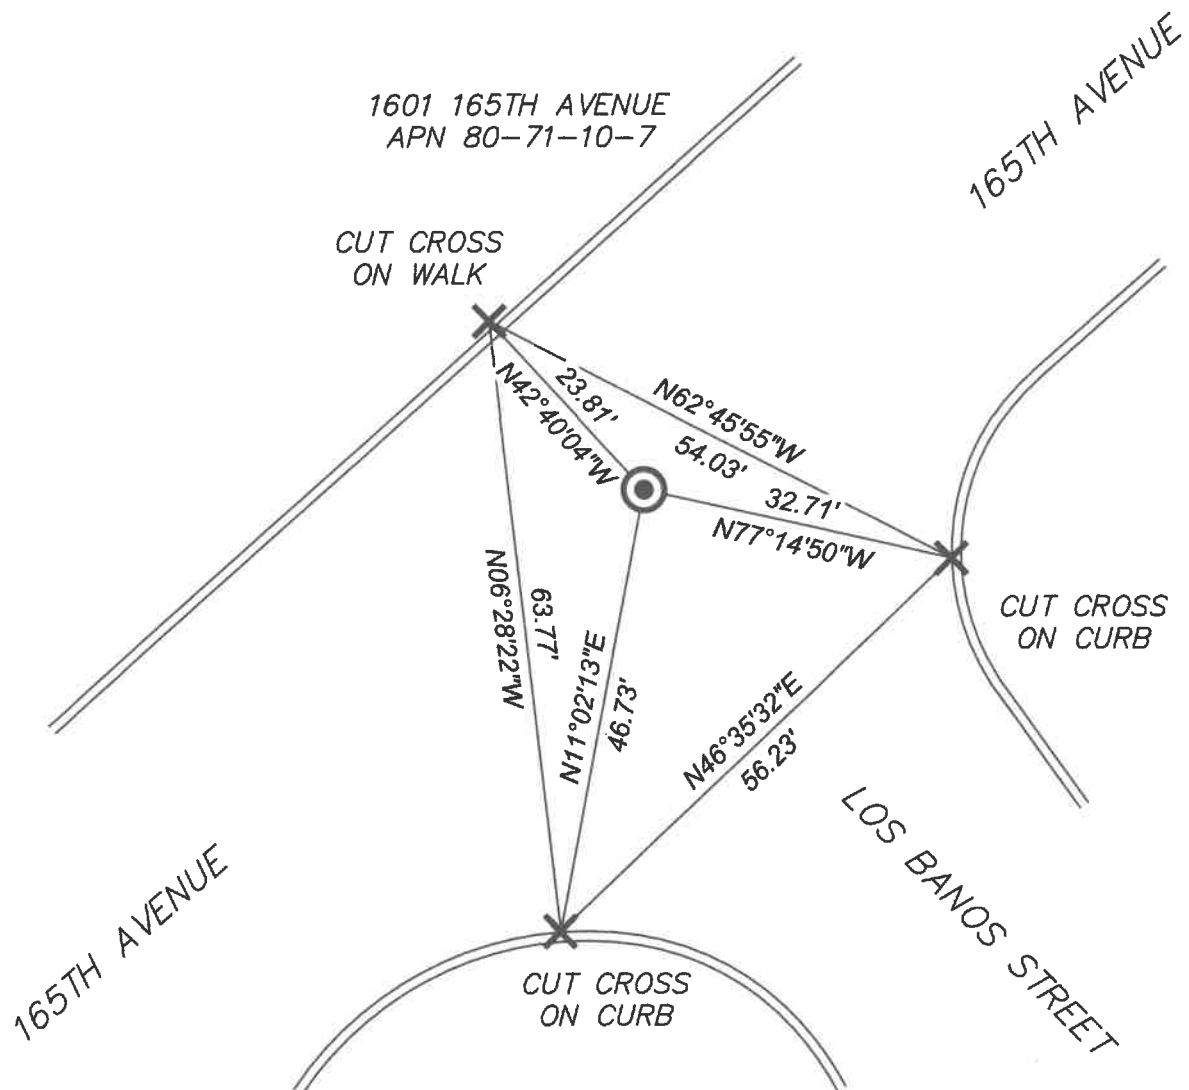 1601 165TH AVENUE
APN 80-71-10-7
165TH AVENUE
CUT CROSS
ON WALK
23.81'
N42°40'04"W
N62°45'55"W
54.03'
32.71'
N77°14'50"W
N06°28'22"W
63.77'
N11°02'13"E
46.73'
CUT CROSS
ON CURB
N46°35'32"E
56.23'
LOS BANOS STREET
165TH AVENUE
CUT CROSS
ON CURB